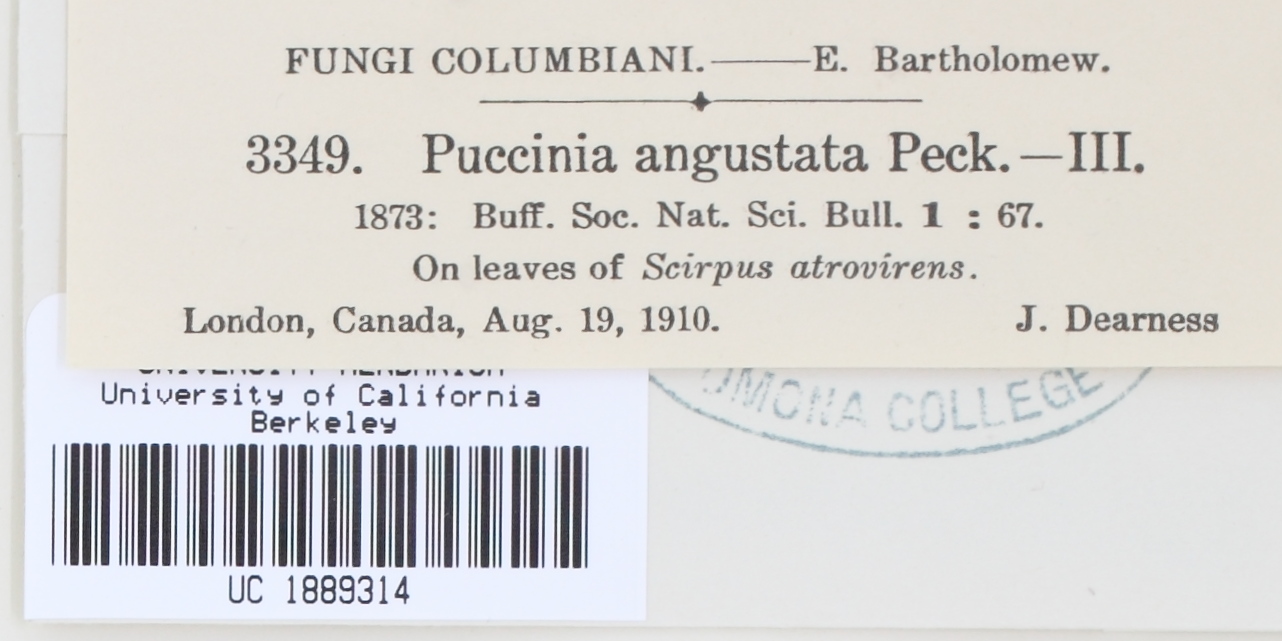 FUNGI COLUMBIANI.——E. Bartholomew.
3349. Puccinia angustata Peck.—III.
1873: Buff. Soc. Nat. Sci. Bull. 1 : 67.
On leaves of Scirpus atrovirens.
London, Canada, Aug. 19, 1910. J. Dearness
University of California
Berkeley
UC 1889314
COLLEGE